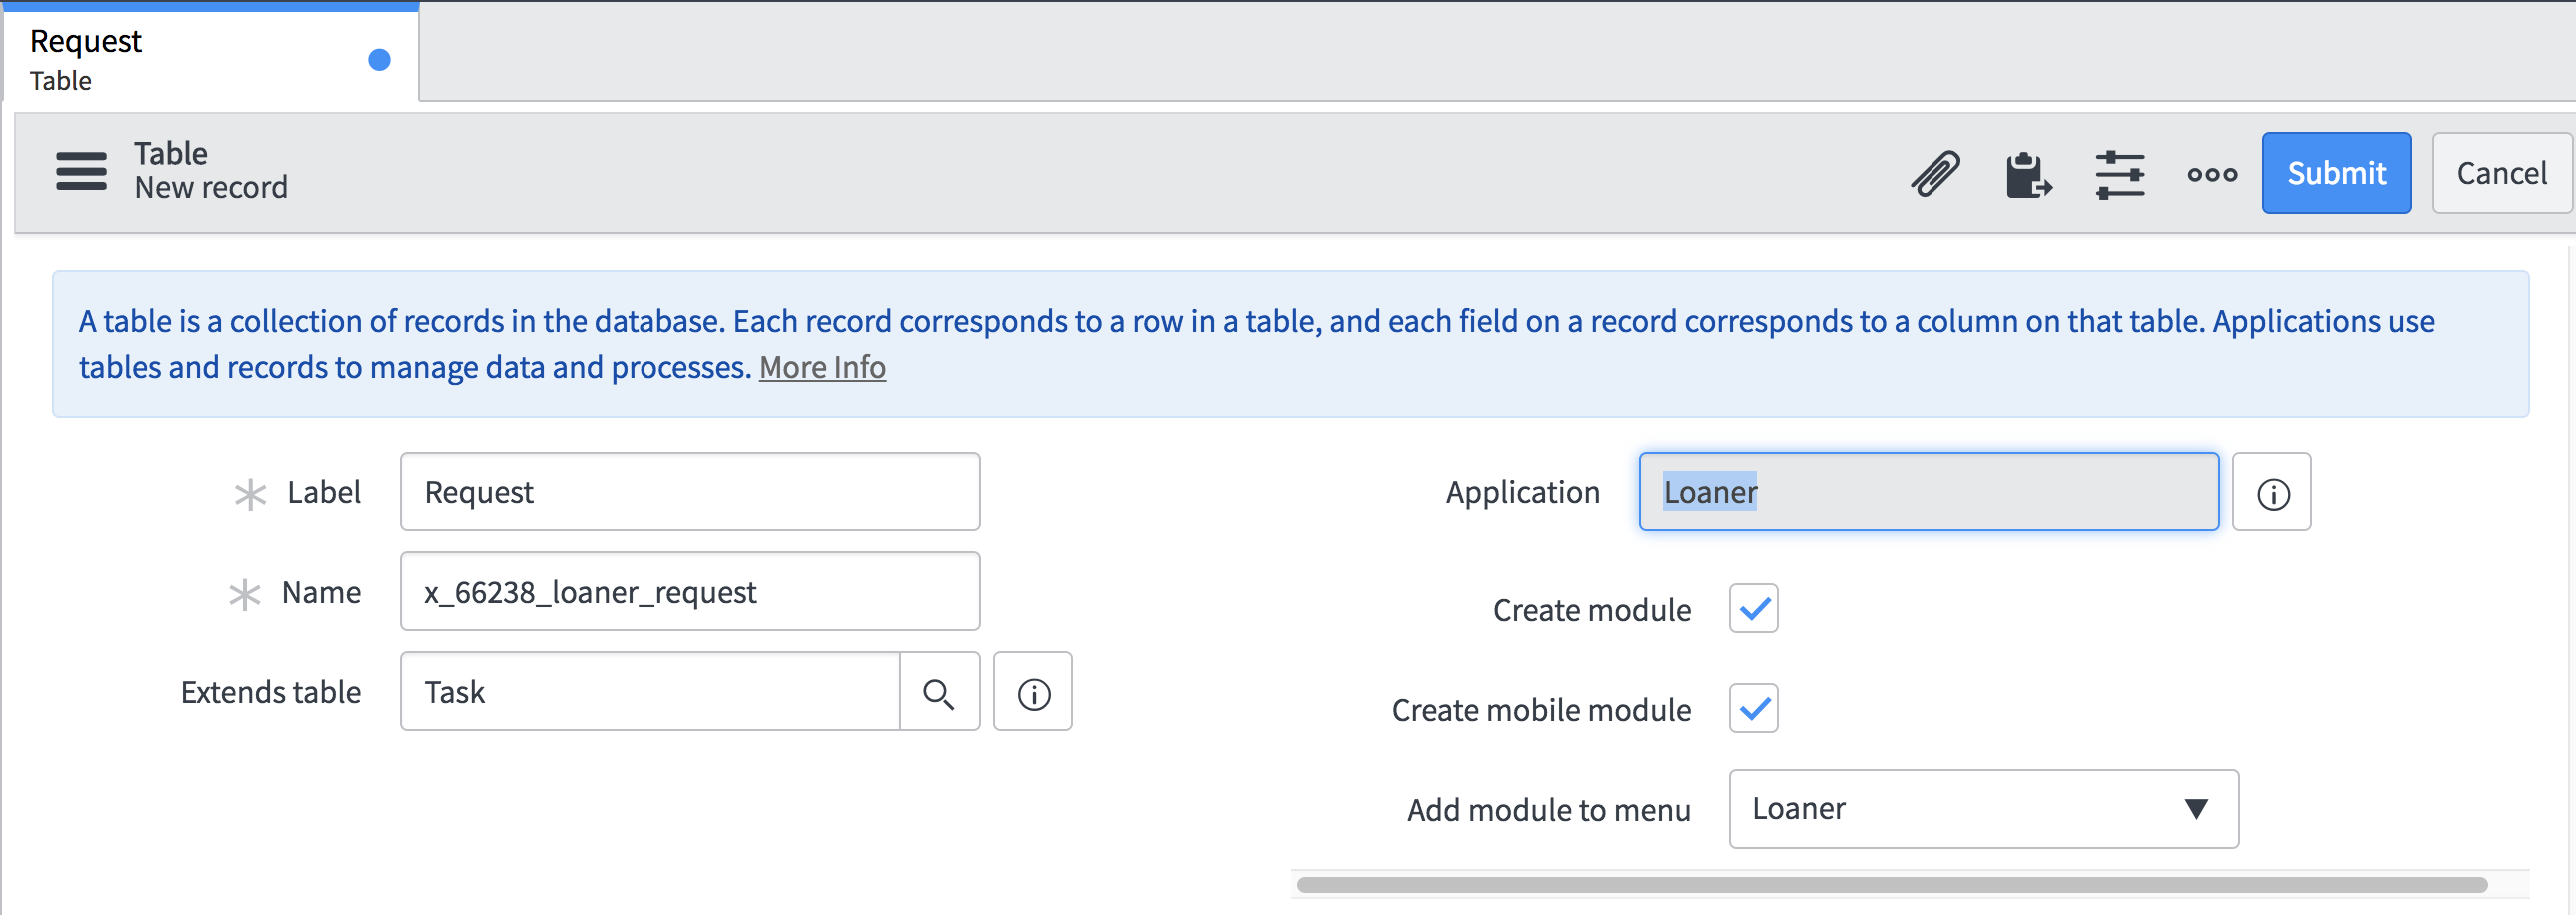 Request
Table
Table
New record
Submit
Cancel
A table is a collection of records in the database. Each record corresponds to a row in a table, and each field on a record corresponds to a column on that table. Applications use
tables and records to manage data and processes. More Info
Label
Request
Name
x_66238_loaner_request
Extends table
Task
Application
Loaner
Create module
Create mobile module
Add module to menu
Loaner